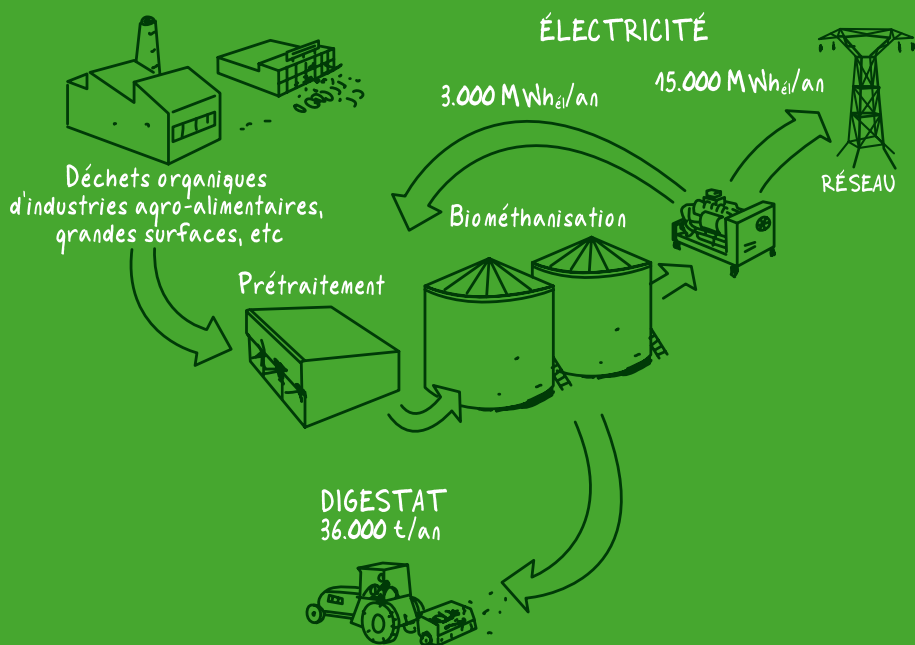 ÉLECTRICITÉ
3.000 MWhél/an
15.000 MWhél/an
RÉSEAU
Déchets organiques
d'industries agro-alimentaires,
grandes surfaces, etc
Biométhanisation
Prétraitement
DIGESTAT
36.000 t/an